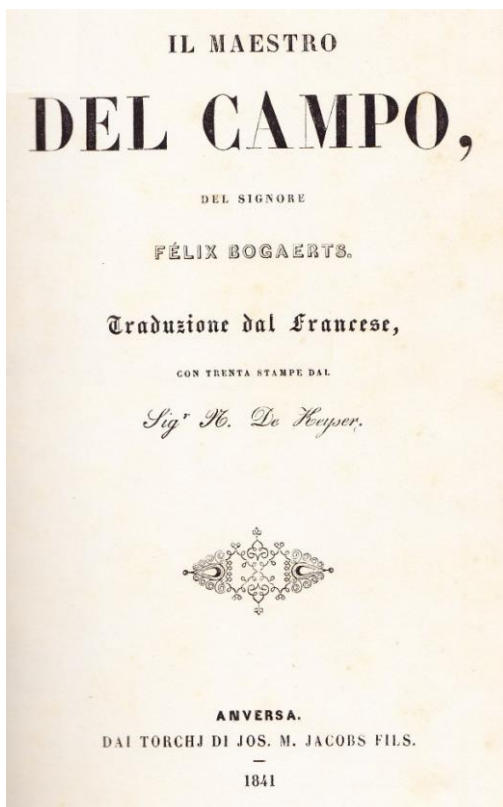 IL MAESTRO
DEL CAMPO,
DEL SIGNORE
FÉLIX BOGAERTS.
Traduzione dal Francese,
CON TRENTA STAMPE DAL
Sigr N. De Keyser.
ANVERSA.
DAI TORCHJ DI JOS. M. JACOBS FILS.
1841